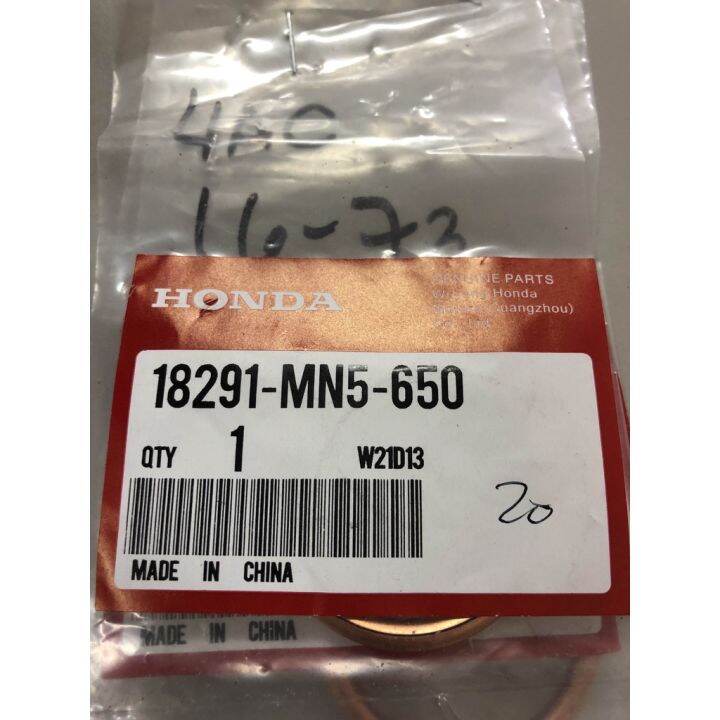 16-73
HONDA
GENUINE PARTS
Honda
Guangzhou)
18291-MN5-650
QTY 1 W21D13
20
MADE IN CHINA
MADE IN CHINA